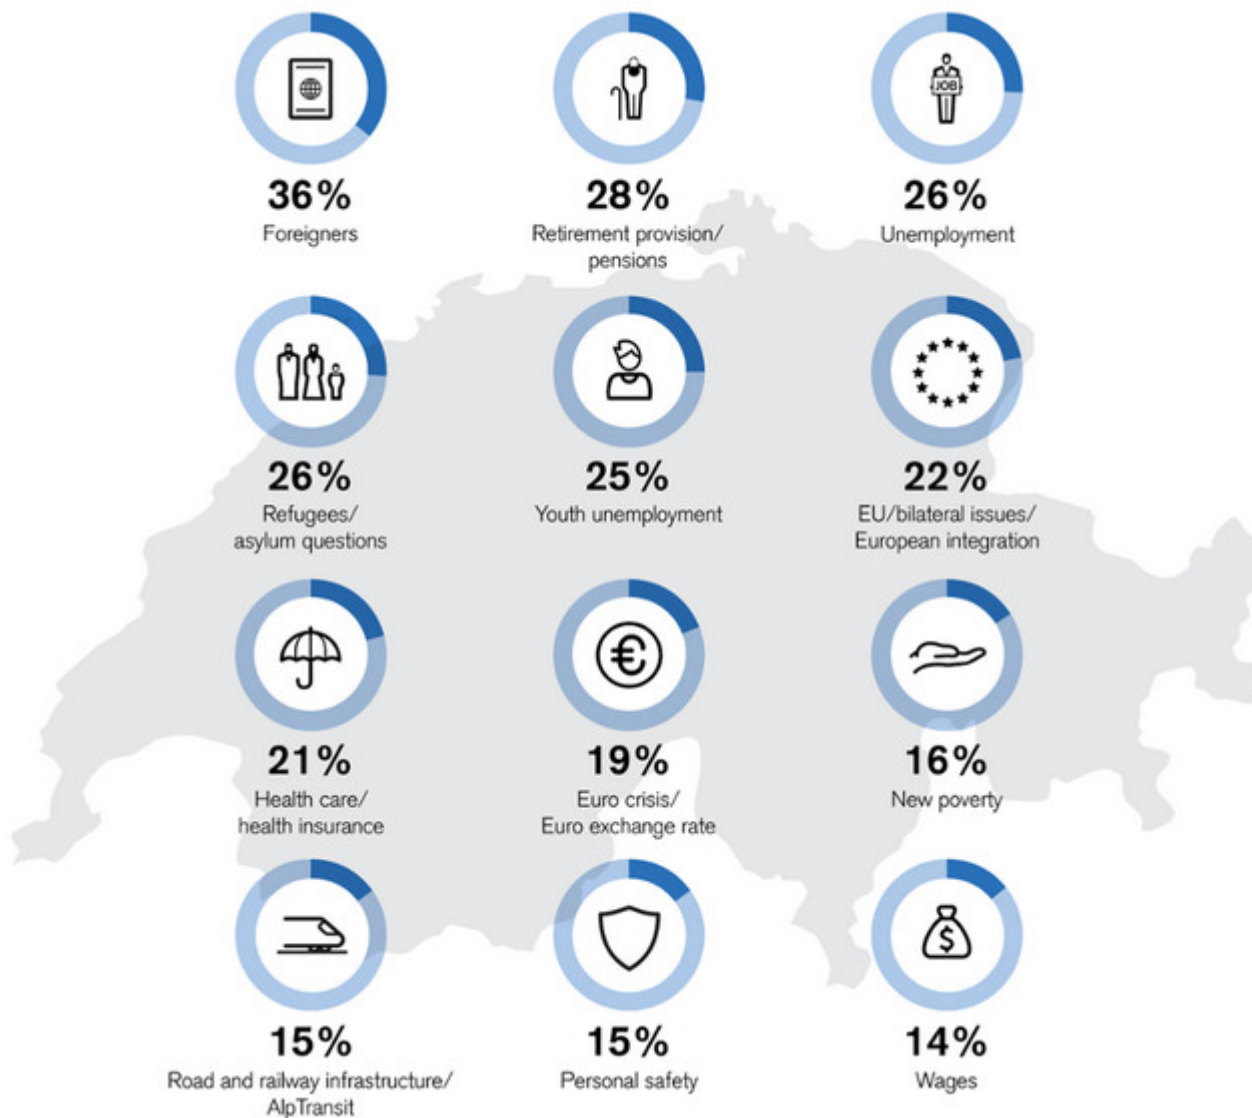 JOB
36%
Foreigners
28%
Retirement provision/
pensions
26%
Unemployment
26%
Refugees/
asylum questions
25%
Youth unemployment
22%
EU/bilateral issues/
European integration
€
21%
Health care/
health insurance
19%
Euro crisis/
Euro exchange rate
16%
New poverty
$
15%
Road and railway infrastructure/
AlpTransit
15%
Personal safety
14%
Wages